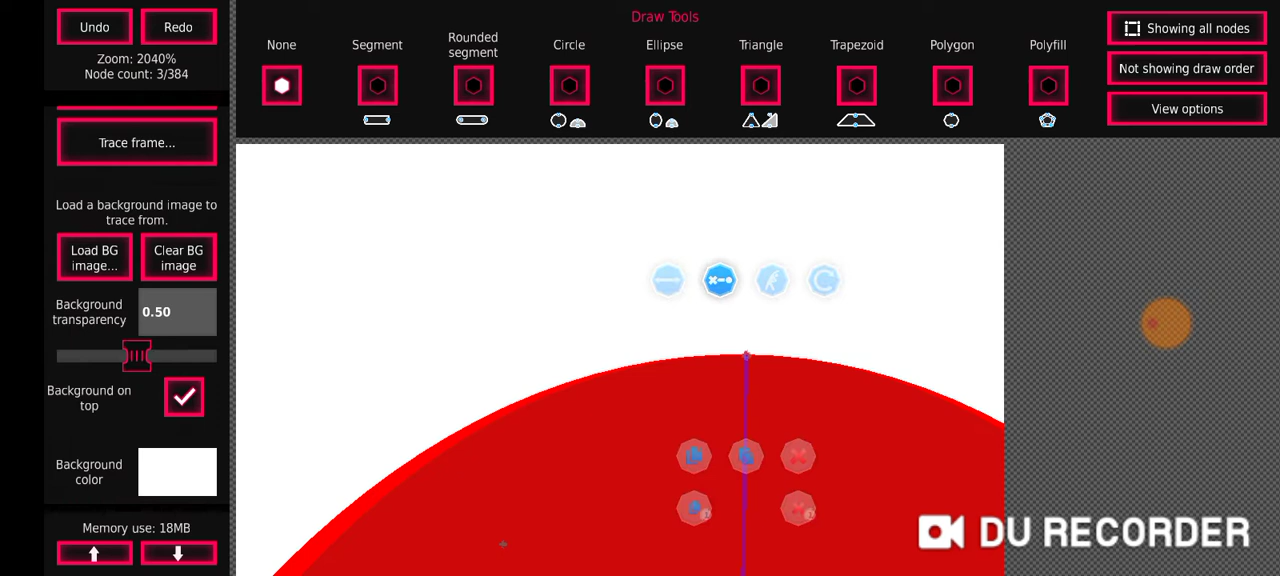 Undo
Redo
Zoom: 2040%
Node count: 3/384
Trace frame...
Load a background image to
trace from.
Load BG
image...
Clear BG
image
Background
transparency
0.50
Background on
top
Background
color
Memory use: 18MB
Draw Tools
None
Segment
Rounded
segment
Circle
Ellipse
Triangle
Trapezoid
Polygon
Polyfill
Showing all nodes
Not showing draw order
View options
DU RECORDER